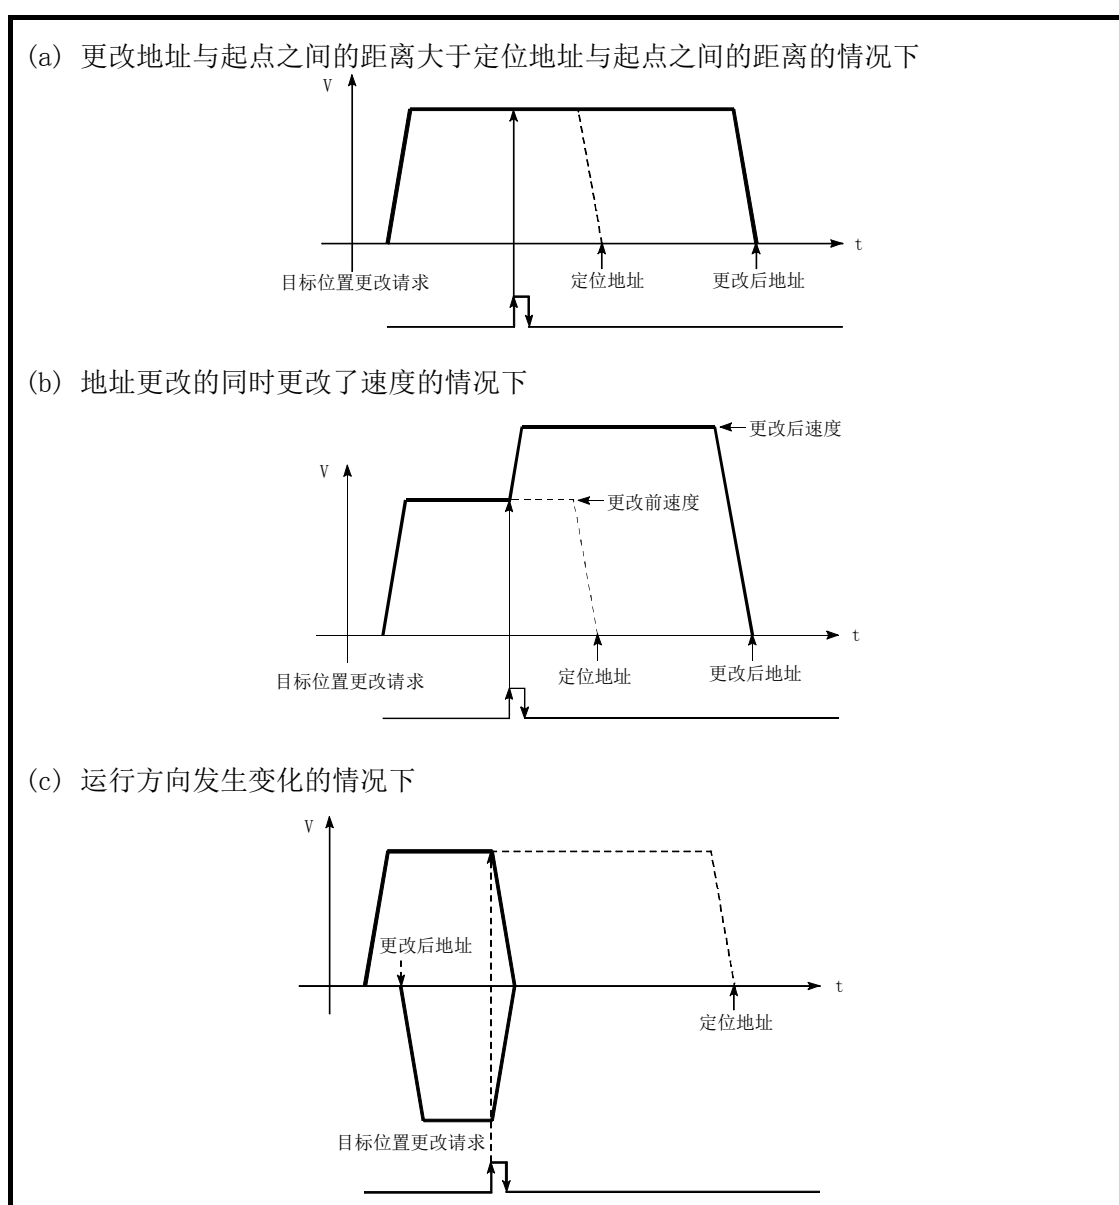 (a) 更改地址与起点之间的距离大于定位地址与起点之间的距离的情况下
V
t
目标位置更改请求
定位地址
更改后地址
(b) 地址更改的同时更改了速度的情况下
更改后速度
V
更改前速度
t
目标位置更改请求
定位地址
更改后地址
(c) 运行方向发生变化的情况下
V
更改后地址
t
定位地址
目标位置更改请求